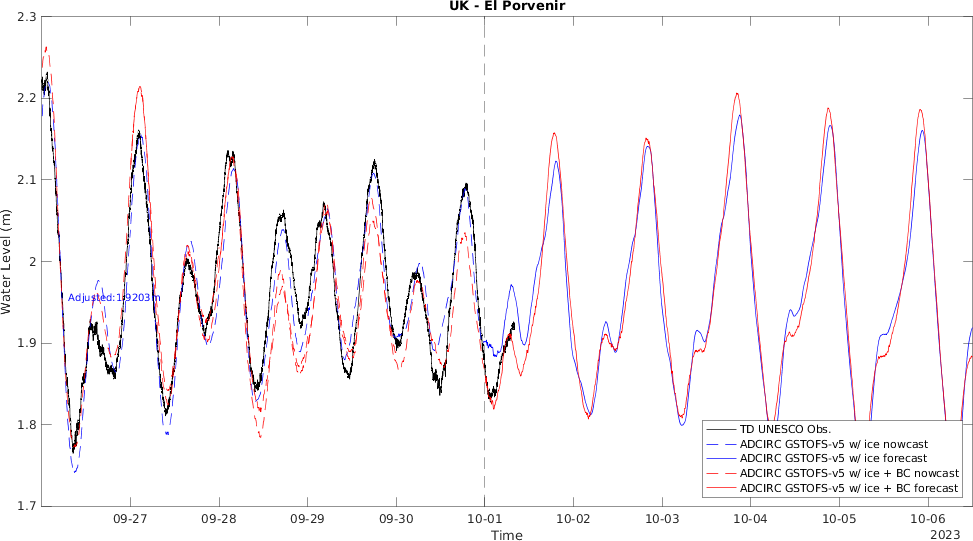 UK - El Porvenir
Water Level (m)
2.3
2.2
2.1
2
1.9
1.8
1.7
Adjusted:1.9203m
TD UNESCO Obs.
ADCIRC GSTOFS-v5 w/ ice nowcast
ADCIRC GSTOFS-v5 w/ ice forecast
ADCIRC GSTOFS-v5 w/ ice + BC nowcast
ADCIRC GSTOFS-v5 w/ ice + BC forecast
09-27
09-28
09-29
09-30
10-01
10-02
10-03
10-04
10-05
10-06
2023
Time